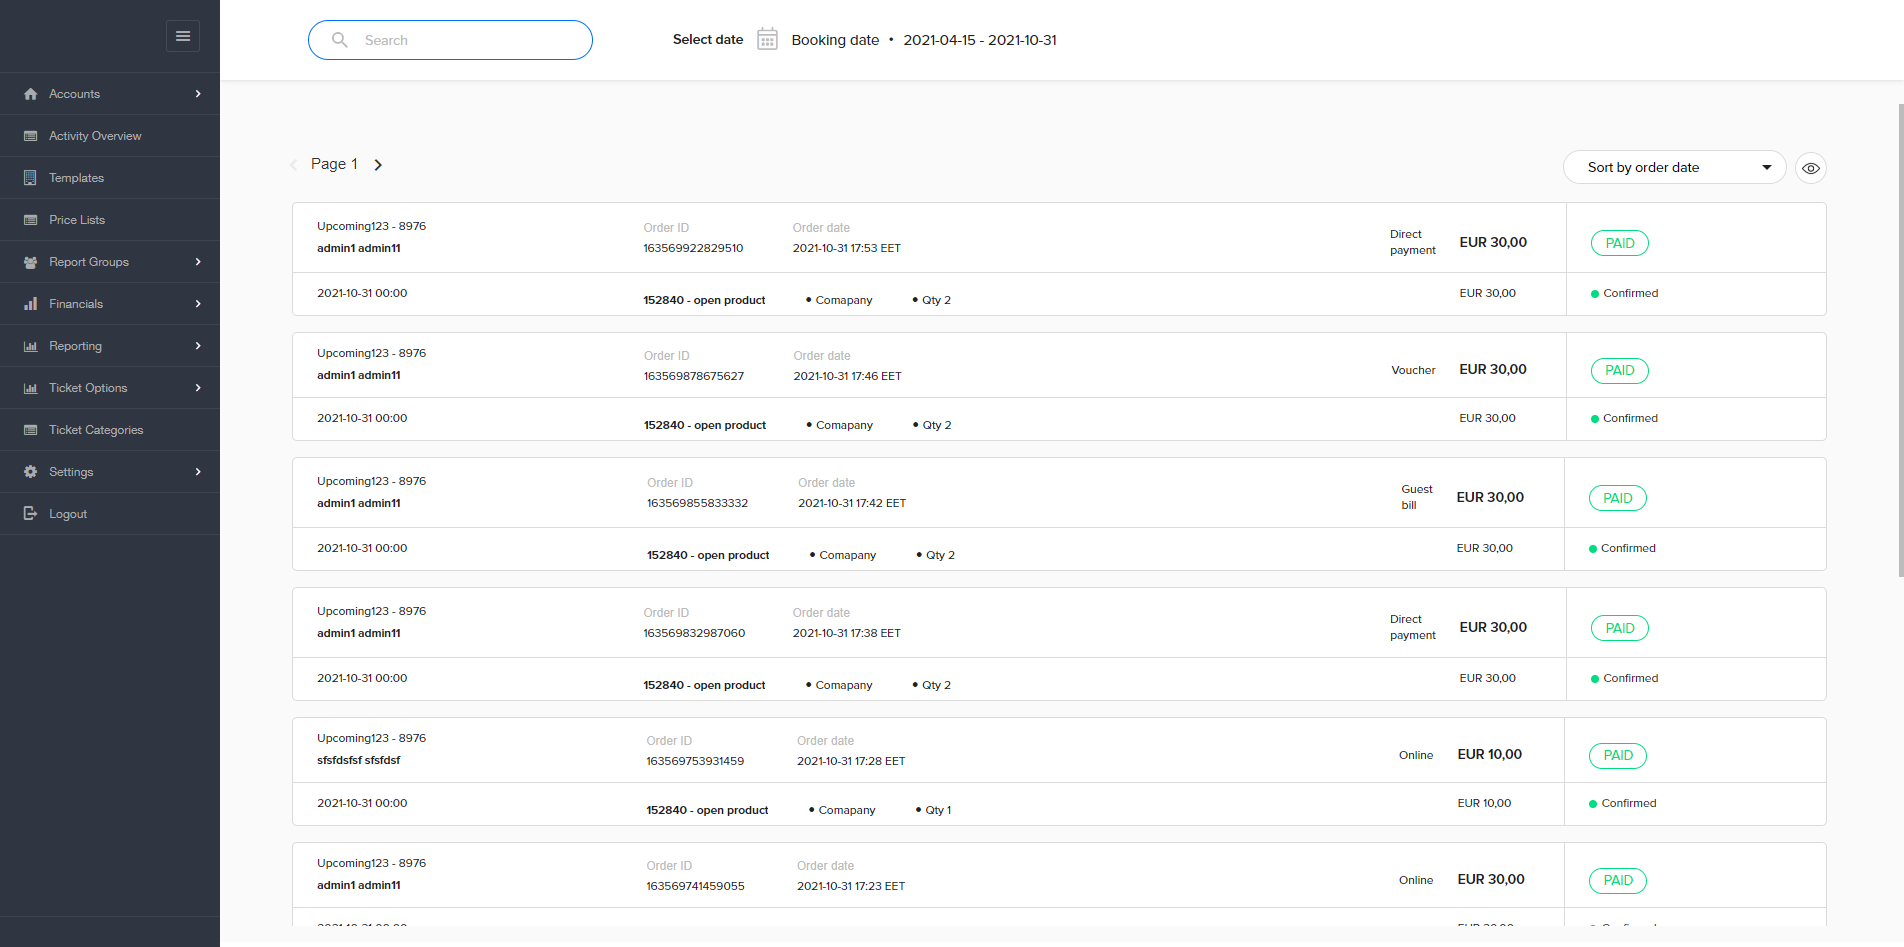 Search
Select date Booking date • 2021-04-15 - 2021-10-31
Accounts
Activity Overview
Templates
Price Lists
Report Groups
Financials
Reporting
Ticket Options
Ticket Categories
Settings
Logout
Page 1
Sort by order date
Upcoming123 - 8976 Order ID Order date
admin1 admin11 163569922829510 2021-10-31 17:53 EET Direct payment EUR 30,00 PAID
2021-10-31 00:00 152840 - open product • Comapany • Qty 2 EUR 30,00 Confirmed
Upcoming123 - 8976 Order ID Order date
admin1 admin11 163569878675627 2021-10-31 17:46 EET Voucher EUR 30,00 PAID
2021-10-31 00:00 152840 - open product • Comapany • Qty 2 EUR 30,00 Confirmed
Upcoming123 - 8976 Order ID Order date
admin1 admin11 163569855833332 2021-10-31 17:42 EET Guest bill EUR 30,00 PAID
2021-10-31 00:00 152840 - open product • Comapany • Qty 2 EUR 30,00 Confirmed
Upcoming123 - 8976 Order ID Order date
admin1 admin11 163569832987060 2021-10-31 17:38 EET Direct payment EUR 30,00 PAID
2021-10-31 00:00 152840 - open product • Comapany • Qty 2 EUR 30,00 Confirmed
Upcoming123 - 8976 Order ID Order date
sfsfdsfsf sfsfdsf 163569753931459 2021-10-31 17:28 EET Online EUR 10,00 PAID
2021-10-31 00:00 152840 - open product • Comapany • Qty 1 EUR 10,00 Confirmed
Upcoming123 - 8976 Order ID Order date
admin1 admin11 163569741459055 2021-10-31 17:23 EET Online EUR 30,00 PAID